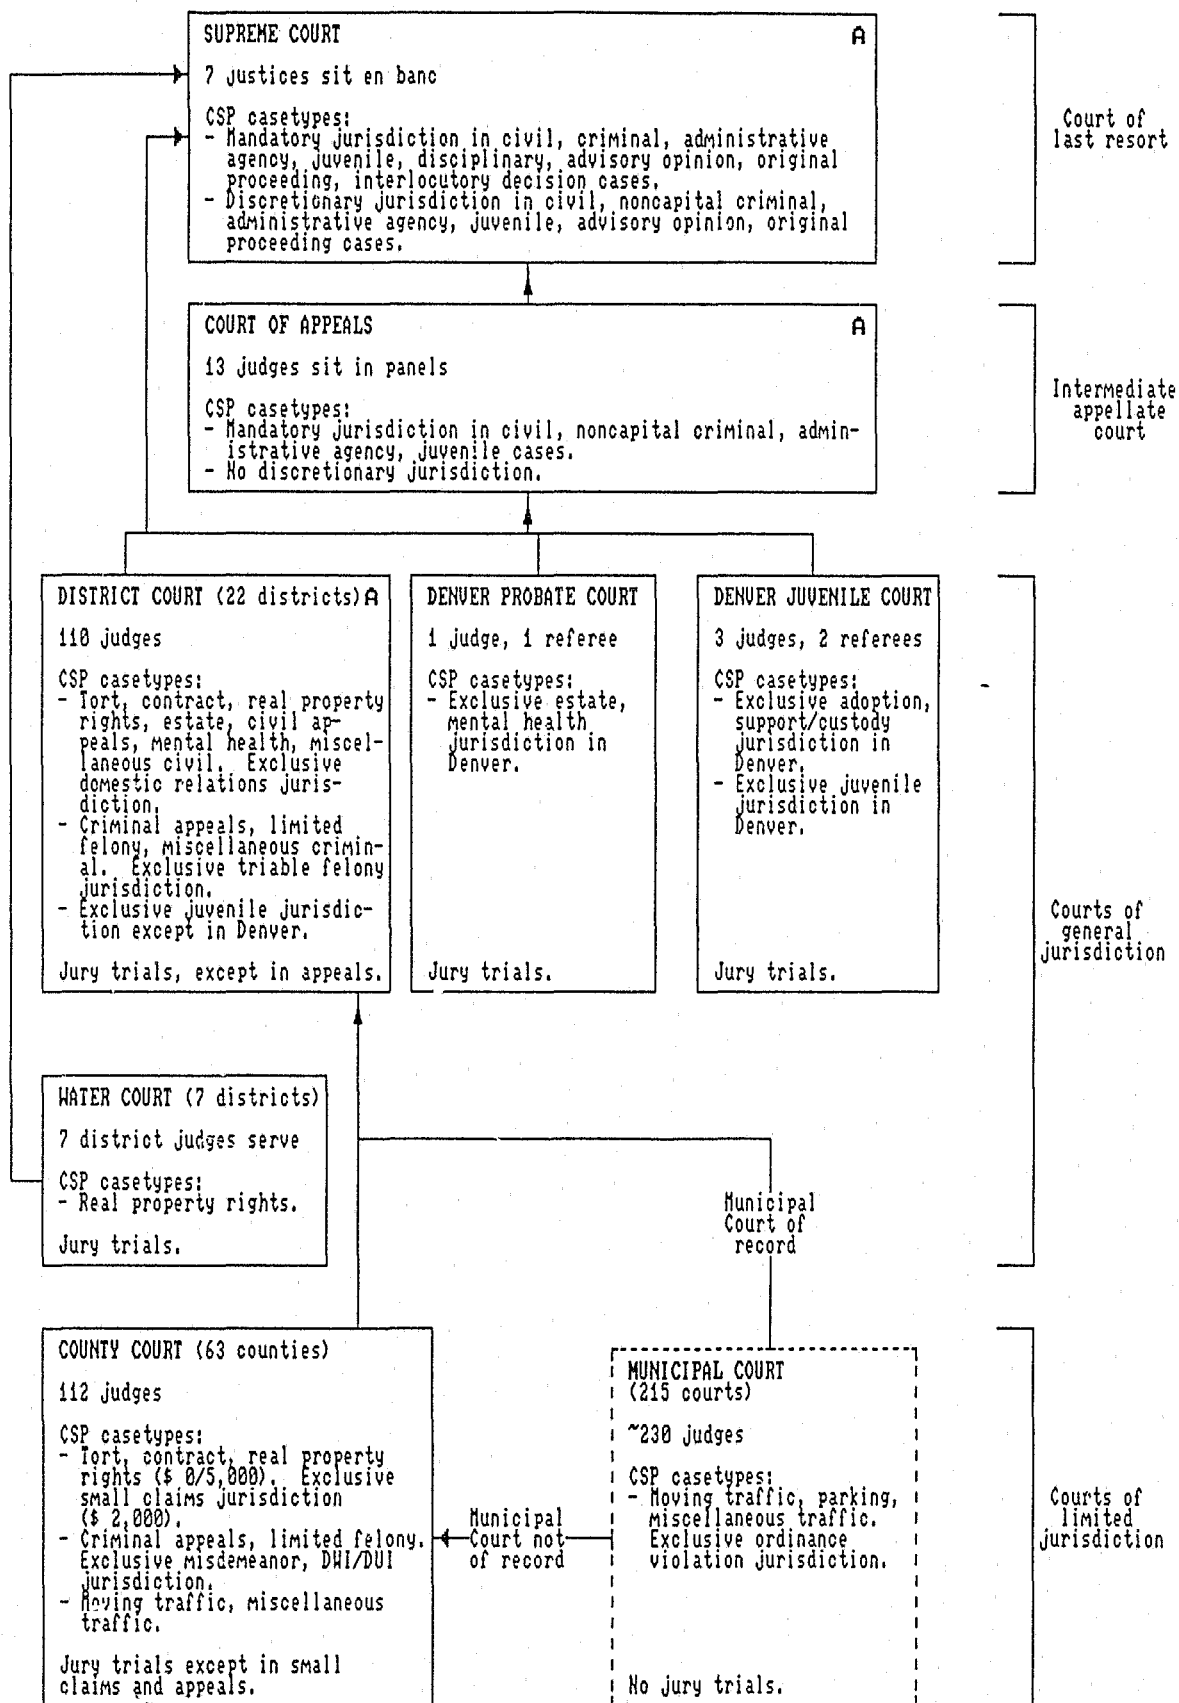 SUPREME COURT A
7 justices sit en banc
CSP casetypes:
- Mandatory jurisdiction in civil, criminal, administrative
agency, juvenile, disciplinary, advisory opinion, original
proceeding, interlocutory decision cases.
- Discretionary jurisdiction in civil, noncapital criminal,
administrative agency, juvenile, advisory opinion, original
proceeding cases.
Court of
last resort
COURT OF APPEALS A
13 judges sit in panels
CSP casetypes:
- Mandatory jurisdiction in civil, noncapital criminal, admin-
istrative agency, juvenile cases.
- No discretionary jurisdiction.
Intermediate
appellate
court
DISTRICT COURT (22 districts) A
110 judges
CSP casetypes:
- Tort, contract, real property
rights, estate, civil ap-
peals, mental health, miscel-
laneous civil. Exclusive
domestic relations juris-
diction.
- Criminal appeals, limited
felony, miscellaneous crimin-
al. Exclusive triable felony
jurisdiction.
- Exclusive juvenile jurisdic-
tion except in Denver.
Jury trials, except in appeals.
DENVER PROBATE COURT
1 judge, 1 referee
CSP casetypes:
- Exclusive estate,
mental health
jurisdiction in
Denver.
Jury trials.
DENVER JUVENILE COURT
3 judges, 2 referees
CSP casetypes:
- Exclusive adoption,
support/custody
jurisdiction in
Denver.
- Exclusive juvenile
jurisdiction in
Denver.
Jury trials.
Courts of
general
jurisdiction
WATER COURT (7 districts)
7 district judges serve
CSP casetypes:
- Real property rights.
Jury trials.
Municipal
Court of
record
COUNTY COURT (63 counties)
112 judges
CSP casetypes:
- Tort, contract, real property
rights ($ 0/5,000). Exclusive
small claims jurisdiction
($ 2,000).
- Criminal appeals, limited felony.
Exclusive misdemeanor, DWI/DUI
jurisdiction.
- Moving traffic, miscellaneous
traffic.
Jury trials except in small
claims and appeals.
Municipal
Court not
of record
MUNICIPAL COURT
(215 courts)
~230 judges
CSP casetypes:
- Moving traffic, parking,
miscellaneous traffic.
Exclusive ordinance
violation jurisdiction.
No jury trials.
Courts of
limited
jurisdiction